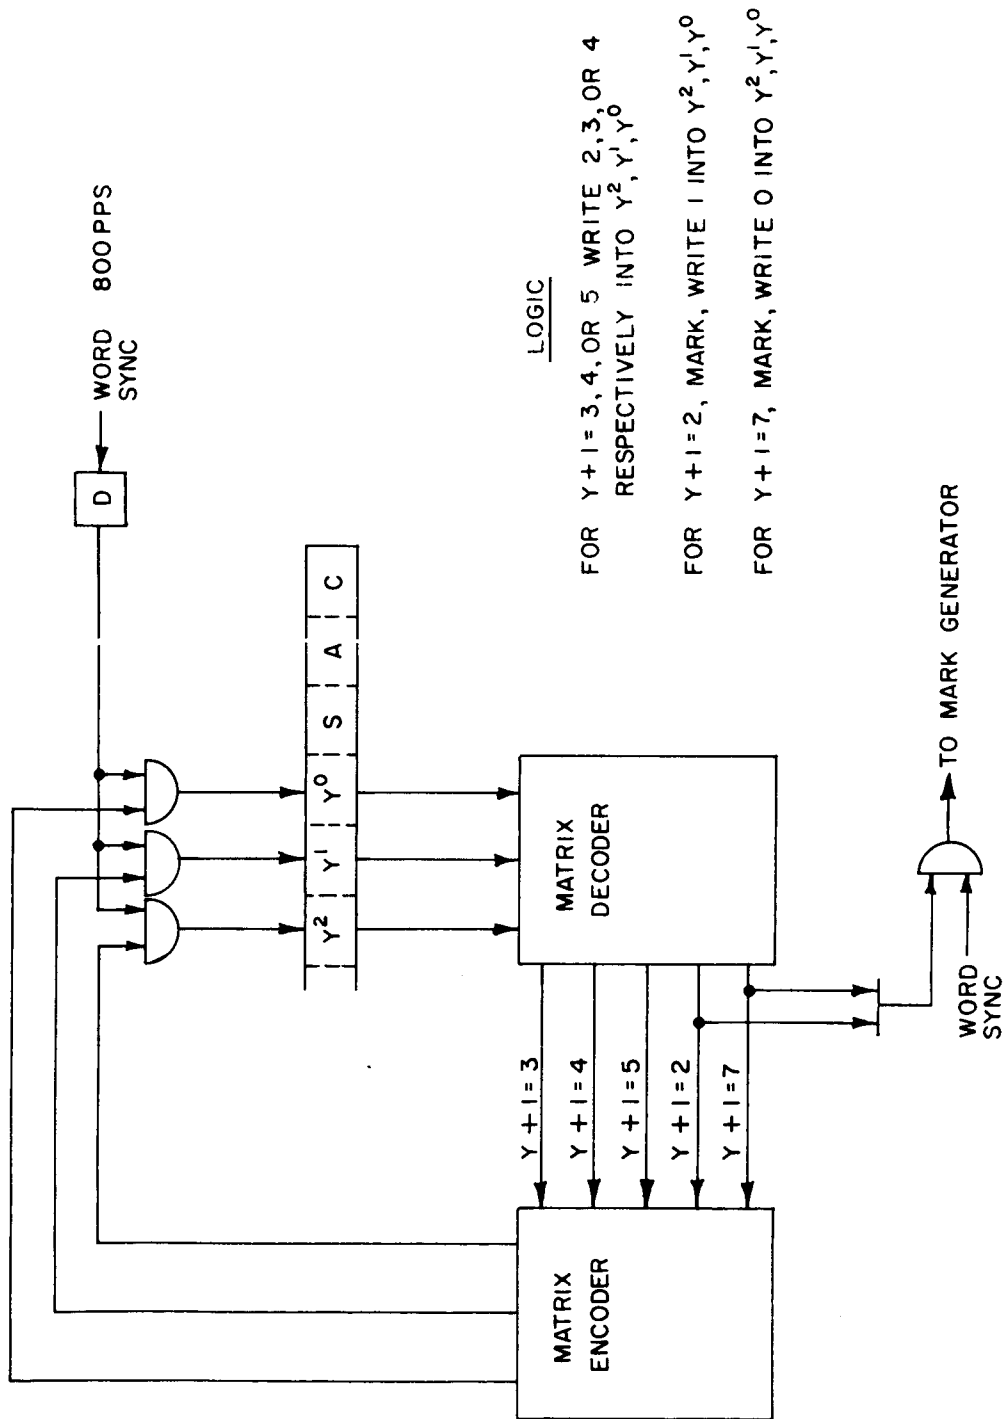 WORD 800 PPS
SYNC
D
Y² Y¹ Y⁰ S A C
MATRIX
DECODER
MATRIX
ENCODER
Y + 1 = 3
Y + 1 = 4
Y + 1 = 5
Y + 1 = 2
Y + 1 = 7
WORD
SYNC
TO MARK GENERATOR
LOGIC
FOR Y + 1 = 3, 4, OR 5 WRITE 2, 3, OR 4
RESPECTIVELY INTO Y², Y¹, Y⁰
FOR Y + 1 = 2, MARK, WRITE 1 INTO Y², Y¹, Y⁰
FOR Y + 1 = 7, MARK, WRITE 0 INTO Y², Y¹, Y⁰